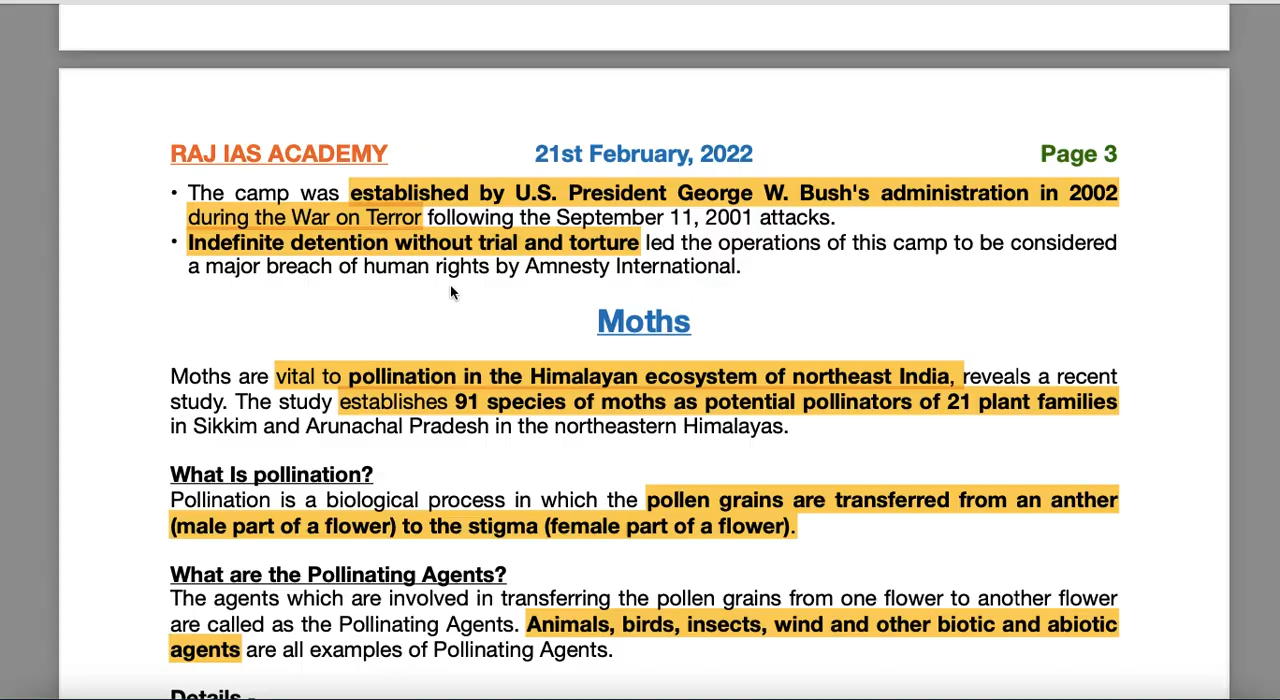 RAJ IAS ACADEMY 21st February, 2022 Page 3
• The camp was established by U.S. President George W. Bush's administration in 2002
during the War on Terror following the September 11, 2001 attacks.
• Indefinite detention without trial and torture led the operations of this camp to be considered
a major breach of human rights by Amnesty International.
Moths
Moths are vital to pollination in the Himalayan ecosystem of northeast India, reveals a recent
study. The study establishes 91 species of moths as potential pollinators of 21 plant families
in Sikkim and Arunachal Pradesh in the northeastern Himalayas.
What Is pollination?
Pollination is a biological process in which the pollen grains are transferred from an anther
(male part of a flower) to the stigma (female part of a flower).
What are the Pollinating Agents?
The agents which are involved in transferring the pollen grains from one flower to another flower
are called as the Pollinating Agents. Animals, birds, insects, wind and other biotic and abiotic
agents are all examples of Pollinating Agents.
Details -